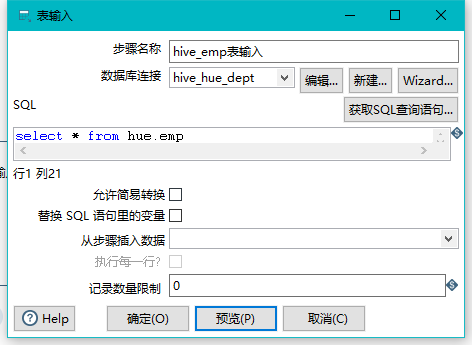 表输入
步骤名称 hive_emp表输入
数据库连接 hive_hue_dept 编辑... 新建... Wizard...
SQL 获取SQL查询语句...
select * from hue.emp
行1 列21
允许简易转换
替换 SQL 语句里的变量
从步骤插入数据
执行每一行?
记录数量限制 0
Help 确定(O) 预览(P) 取消(C)